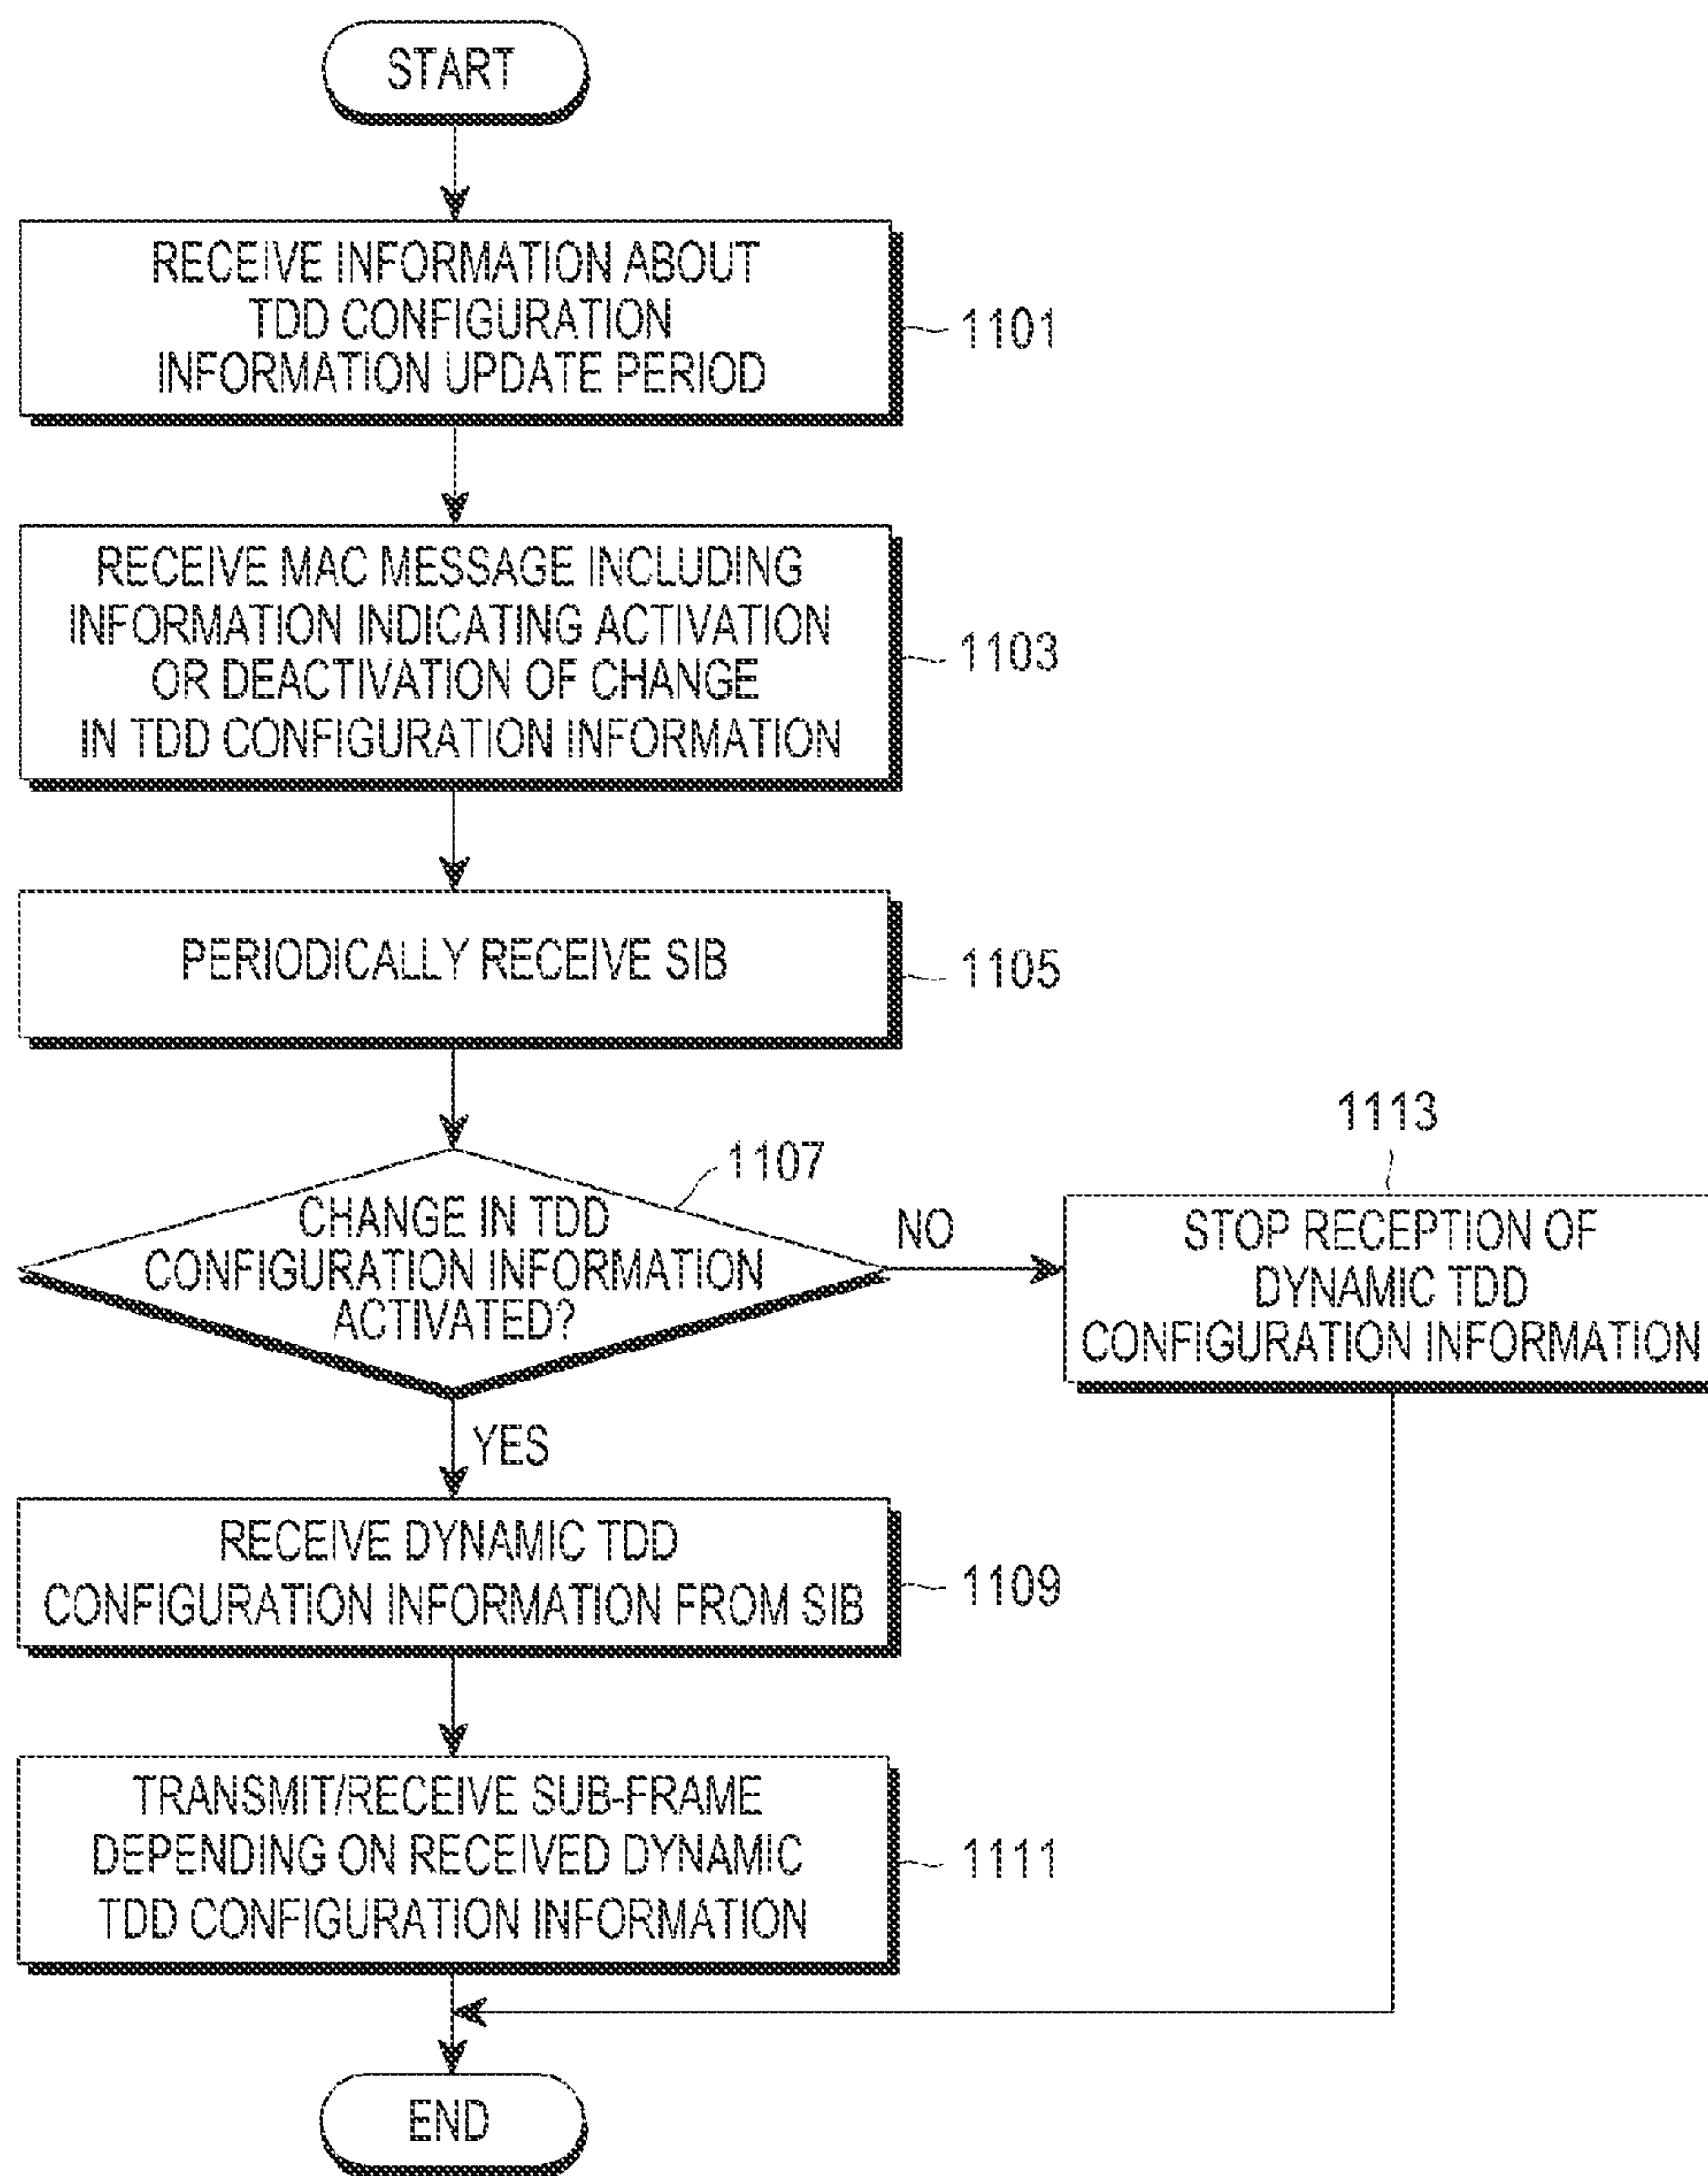 START
RECEIVE INFORMATION ABOUT
TDD CONFIGURATION
INFORMATION UPDATE PERIOD
1101
RECEIVE MAC MESSAGE INCLUDING
INFORMATION INDICATING ACTIVATION
OR DEACTIVATION OF CHANGE
IN TDD CONFIGURATION INFORMATION
1103
PERIODICALLY RECEIVE SIB
1105
1107
CHANGE IN TDD
CONFIGURATION INFORMATION
ACTIVATED?
NO
1113
STOP RECEPTION OF
DYNAMIC TDD
CONFIGURATION INFORMATION
YES
RECEIVE DYNAMIC TDD
CONFIGURATION INFORMATION FROM SIB
1109
TRANSMIT/RECEIVE SUB-FRAME
DEPENDING ON RECEIVED DYNAMIC
TDD CONFIGURATION INFORMATION
1111
END